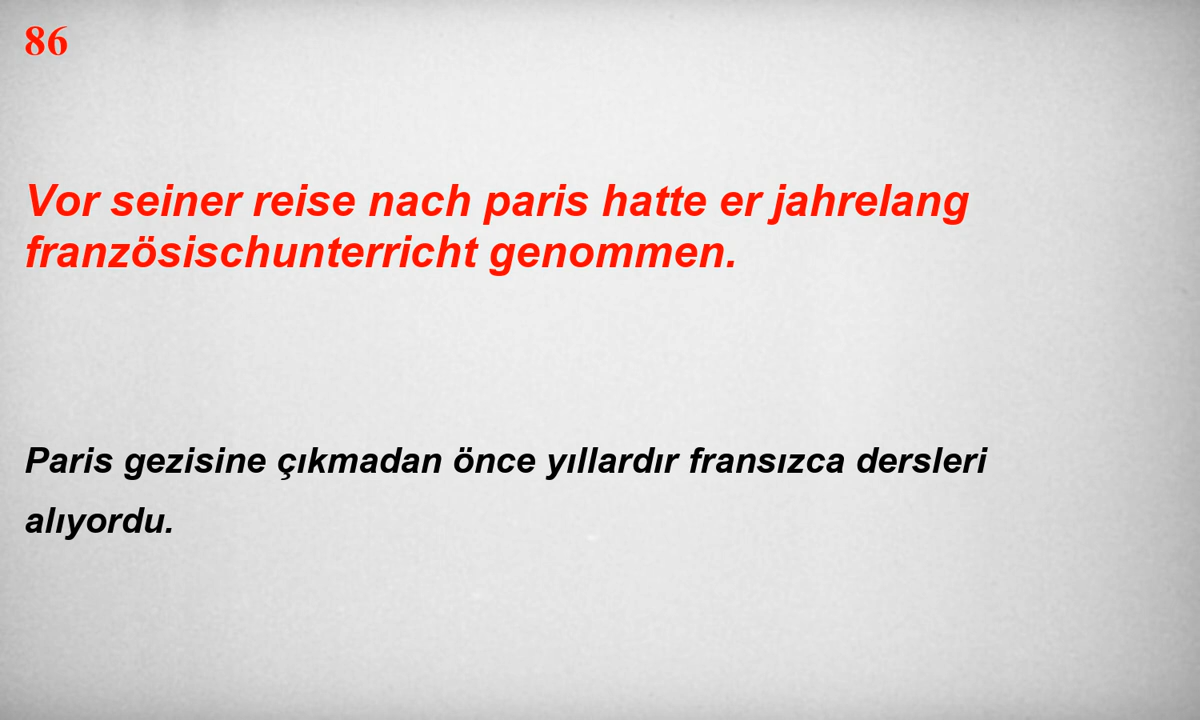 86
Vor seiner reise nach paris hatte er jahrelang
französischunterricht genommen.
Paris gezisine çıkmadan önce yıllardır fransızca dersleri
alıyordu.